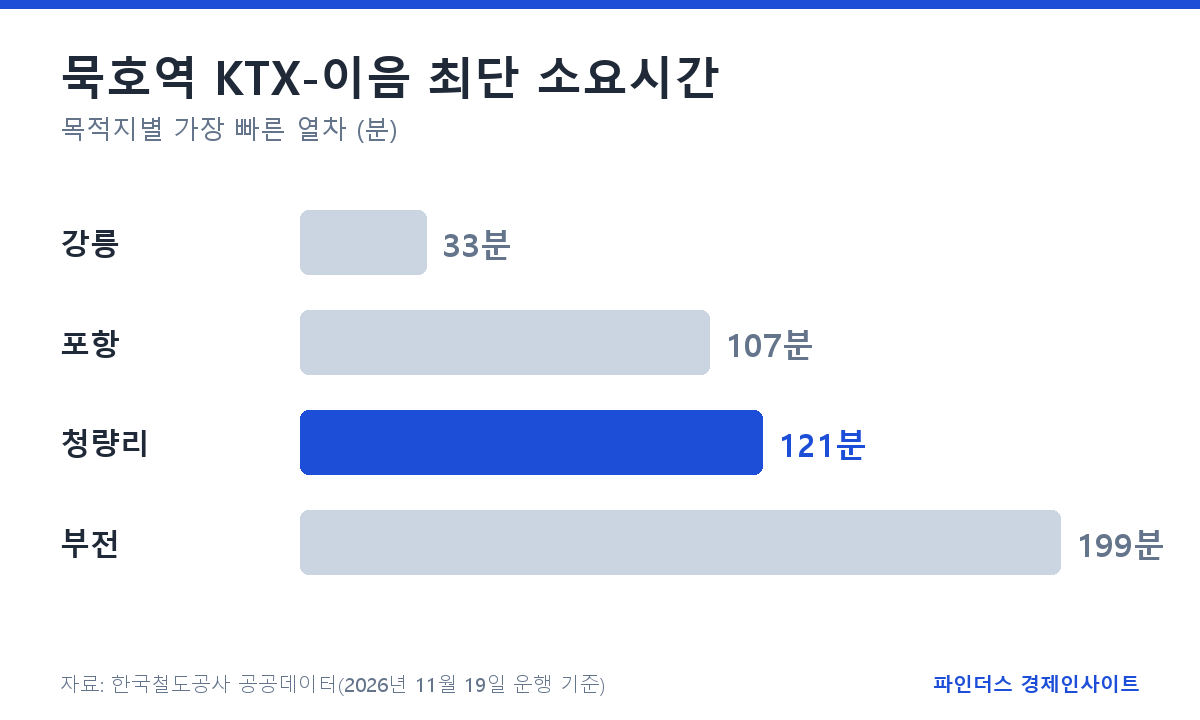 묵호역 KTX-이음 최단 소요시간
목적지별 가장 빠른 열차 (분)
강릉 33분
포항 107분
청량리 121분
부전 199분
자료: 한국철도공사 공공데이터(2026년 11월 19일 운행 기준)
파인더스 경제인사이트